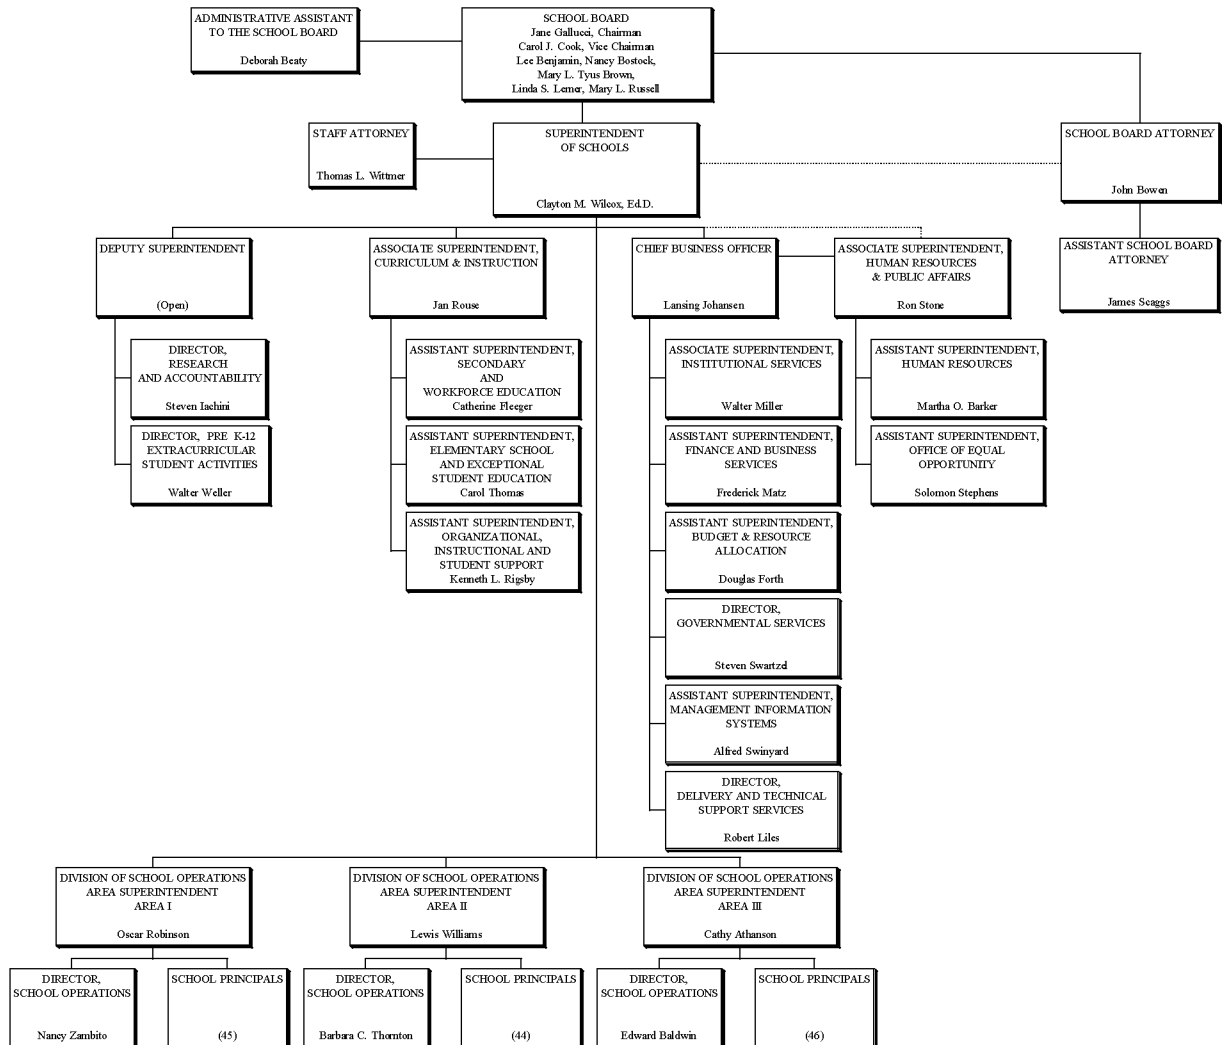 ADMINISTRATIVE ASSISTANT
TO THE SCHOOL BOARD
Deborah Beaty
SCHOOL BOARD
Jane Gallucci, Chairman
Carol J. Cook, Vice Chairman
Lee Benjamin, Nancy Bostock,
Mary L. Tyus Brown,
Linda S. Lerner, Mary L. Russell
STAFF ATTORNEY
Thomas L. Wittmer
SUPERINTENDENT
OF SCHOOLS
Clayton M. Wilcox, Ed.D.
SCHOOL BOARD ATTORNEY
John Bowen
DEPUTY SUPERINTENDENT
(Open)
ASSOCIATE SUPERINTENDENT,
CURRICULUM & INSTRUCTION
Jan Rouse
CHIEF BUSINESS OFFICER
Lansing Johansen
ASSOCIATE SUPERINTENDENT,
HUMAN RESOURCES
& PUBLIC AFFAIRS
Ron Stone
ASSISTANT SCHOOL BOARD
ATTORNEY
James Scaggs
DIRECTOR,
RESEARCH
AND ACCOUNTABILITY
Steven Iachini
DIRECTOR, PRE K-12
EXTRACURRICULAR
STUDENT ACTIVITIES
Walter Weller
ASSISTANT SUPERINTENDENT,
SECONDARY
AND
WORKFORCE EDUCATION
Catherine Fleeger
ASSISTANT SUPERINTENDENT,
ELEMENTARY SCHOOL
AND EXCEPTIONAL
STUDENT EDUCATION
Carol Thomas
ASSISTANT SUPERINTENDENT,
ORGANIZATIONAL,
INSTRUCTIONAL AND
STUDENT SUPPORT
Kenneth L. Rigsby
ASSOCIATE SUPERINTENDENT,
INSTITUTIONAL SERVICES
Walter Miller
ASSISTANT SUPERINTENDENT,
FINANCE AND BUSINESS
SERVICES
Frederick Matz
ASSISTANT SUPERINTENDENT,
BUDGET & RESOURCE
ALLOCATION
Douglas Forth
DIRECTOR,
GOVERNMENTAL SERVICES
Steven Swartzel
ASSISTANT SUPERINTENDENT,
MANAGEMENT INFORMATION
SYSTEMS
Alfred Swinyard
DIRECTOR,
DELIVERY AND TECHNICAL
SUPPORT SERVICES
Robert Liles
ASSISTANT SUPERINTENDENT,
HUMAN RESOURCES
Martha O. Barker
ASSISTANT SUPERINTENDENT,
OFFICE OF EQUAL
OPPORTUNITY
Solomon Stephens
DIVISION OF SCHOOL OPERATIONS
AREA SUPERINTENDENT
AREA I
Oscar Robinson
DIVISION OF SCHOOL OPERATIONS
AREA SUPERINTENDENT
AREA II
Lewis Williams
DIVISION OF SCHOOL OPERATIONS
AREA SUPERINTENDENT
AREA III
Cathy Athanson
DIRECTOR,
SCHOOL OPERATIONS
Nancy Zambito
SCHOOL PRINCIPALS
(45)
DIRECTOR,
SCHOOL OPERATIONS
Barbara C. Thornton
SCHOOL PRINCIPALS
(44)
DIRECTOR,
SCHOOL OPERATIONS
Edward Baldwin
SCHOOL PRINCIPALS
(46)